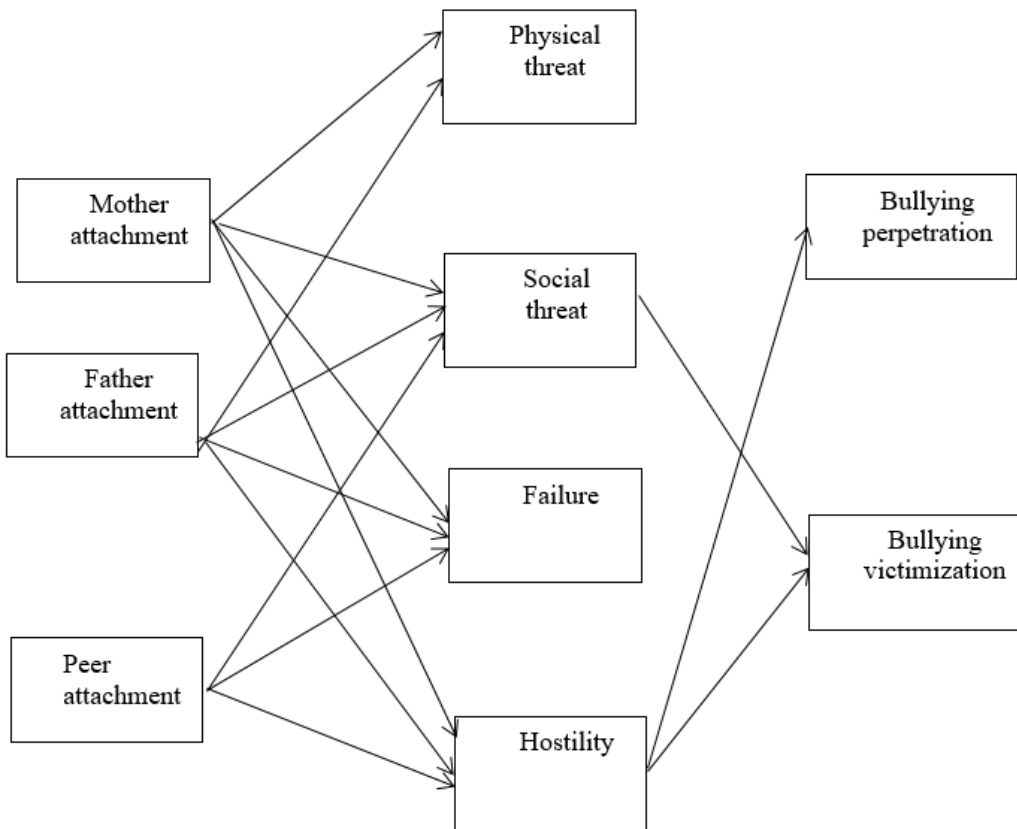 Physical
threat
Mother
attachment
Bullying
perpetration
Social
threat
Father
attachment
Failure
Bullying
victimization
Peer
attachment
Hostility